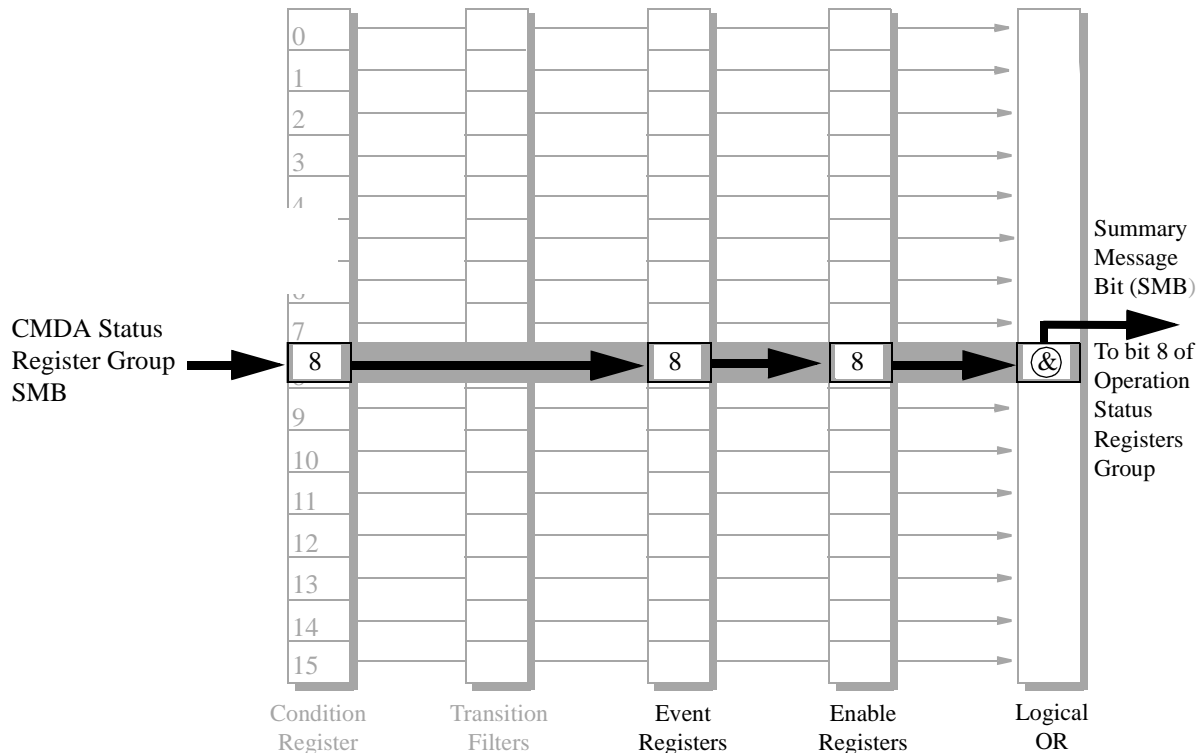 0
1
2
3
4
7
9
10
11
12
13
14
15
CMDA Status
Register Group
SMB
8
8
8
&
Summary
Message
Bit (SMB)
To bit 8 of
Operation
Status
Registers
Group
Condition
Register
Transition
Filters
Event
Registers
Enable
Registers
Logical
OR